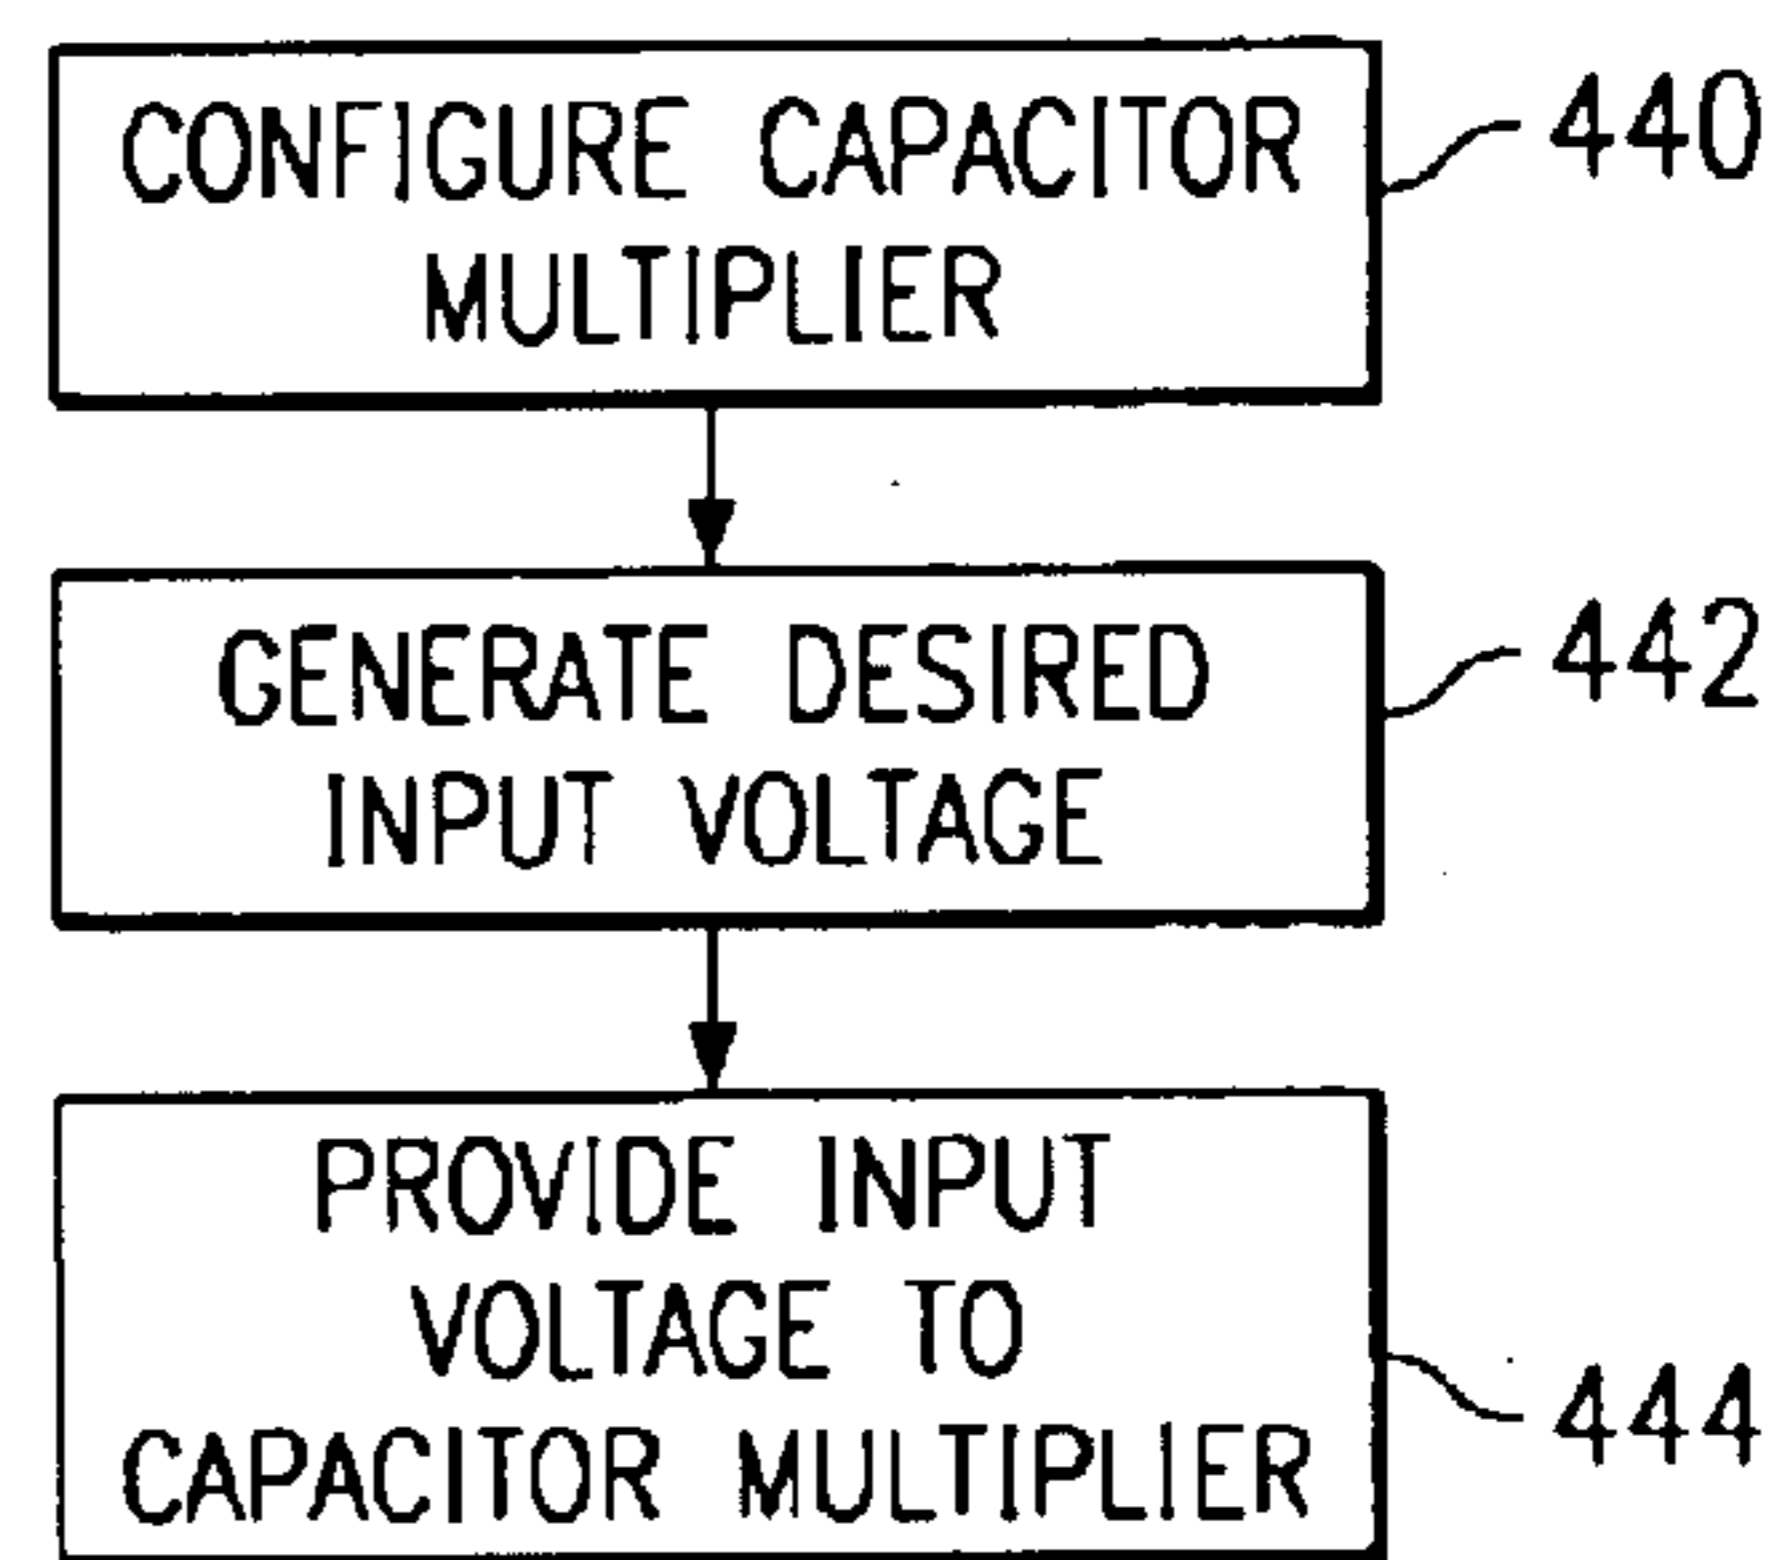 CONFIGURE CAPACITOR
MULTIPLIER
440
GENERATE DESIRED
INPUT VOLTAGE
442
PROVIDE INPUT
VOLTAGE TO
CAPACITOR MULTIPLIER
444